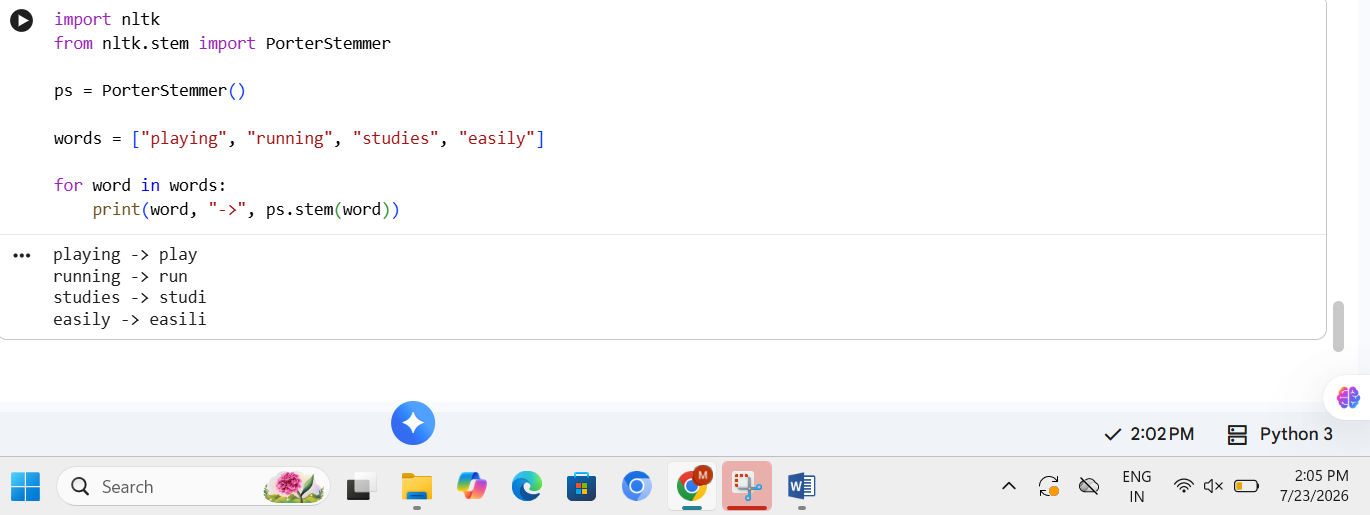 import nltk
from nltk.stem import PorterStemmer
ps = PorterStemmer()
words = ["playing", "running", "studies", "easily"]
for word in words:
    print(word, "->", ps.stem(word))
playing -> play
running -> run
studies -> studi
easily -> easili
2:02 PM Python 3
Search
M
W
ENG
IN
2:05 PM
7/23/2026